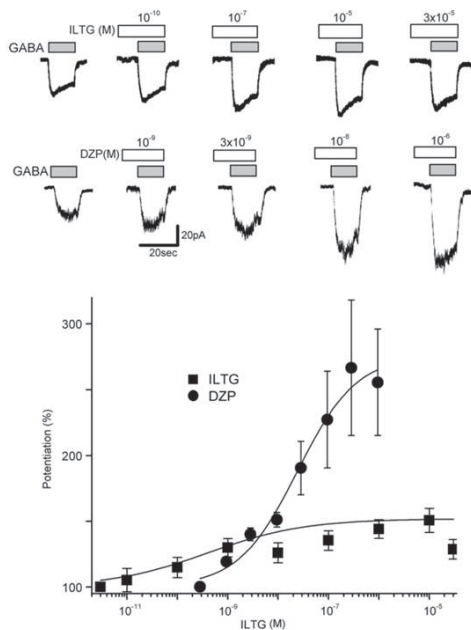 ILTG (M) 10⁻¹⁰ 10⁻⁷ 10⁻⁵ 3x10⁻⁵
GABA
DZP(M) 10⁻⁹ 3x10⁻⁹ 10⁻⁸ 10⁻⁶
GABA
20pA
20sec
300
ILTG
DZP
Potentiation (%)
200
100
10⁻¹¹ 10⁻⁹ 10⁻⁷ 10⁻⁵
ILTG (M)